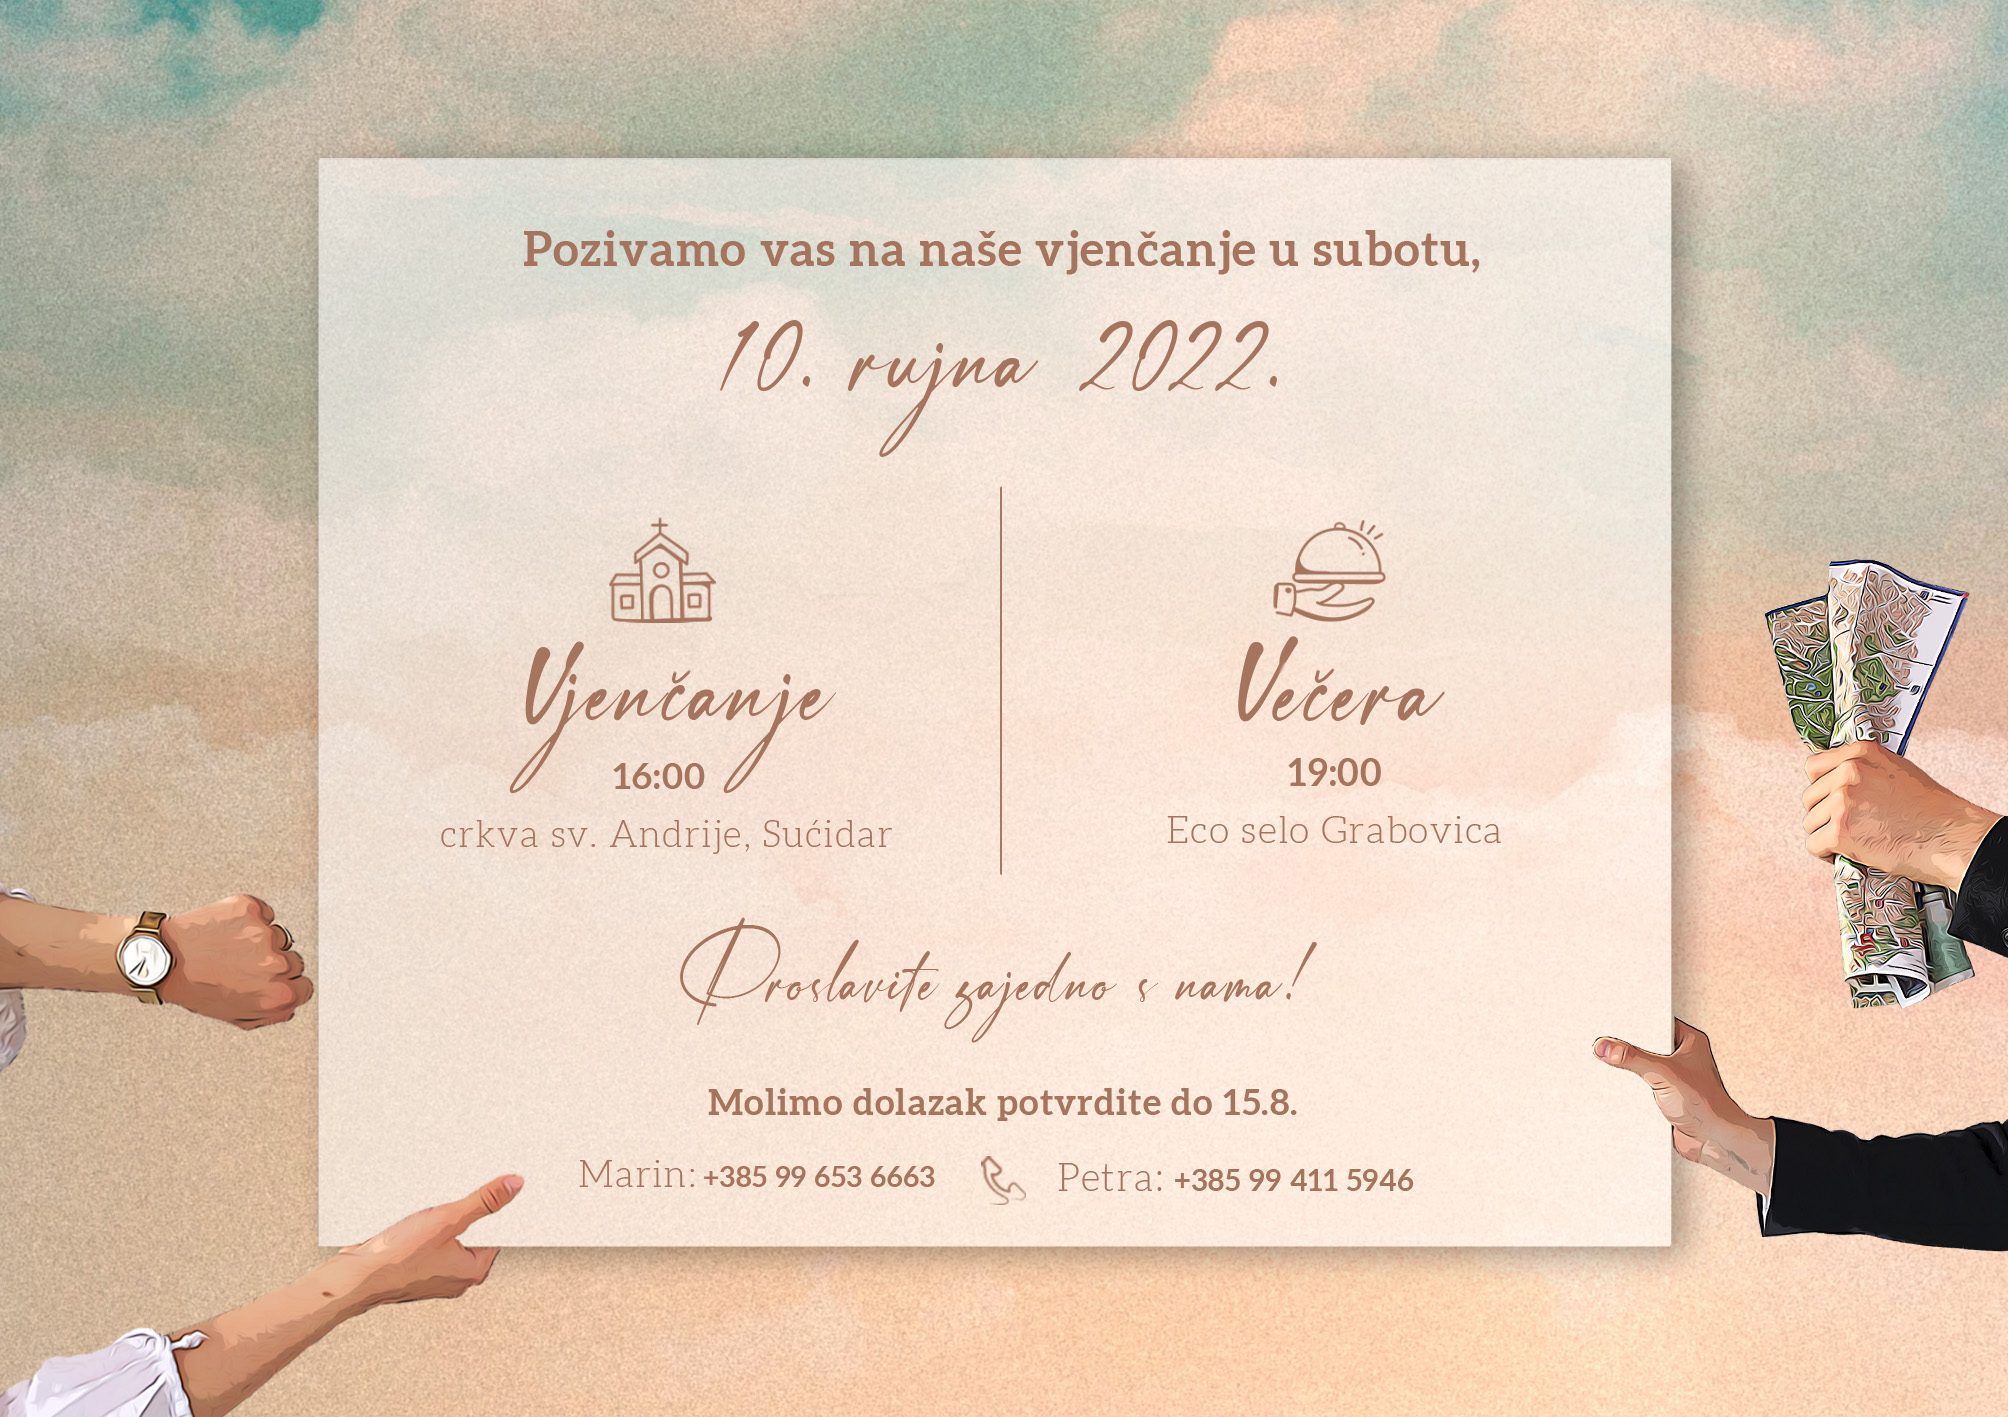 Pozivamo vas na naše vjenčanje u subotu,
10. rujna 2022.
Vjenčanje
16:00
crkva sv. Andrije, Sućidar
Večera
19:00
Eco selo Grabovica
Proslavite zajedno s nama!
Molimo dolazak potvrdite do 15.8.
Marin: +385 99 653 6663
Petra: +385 99 411 5946